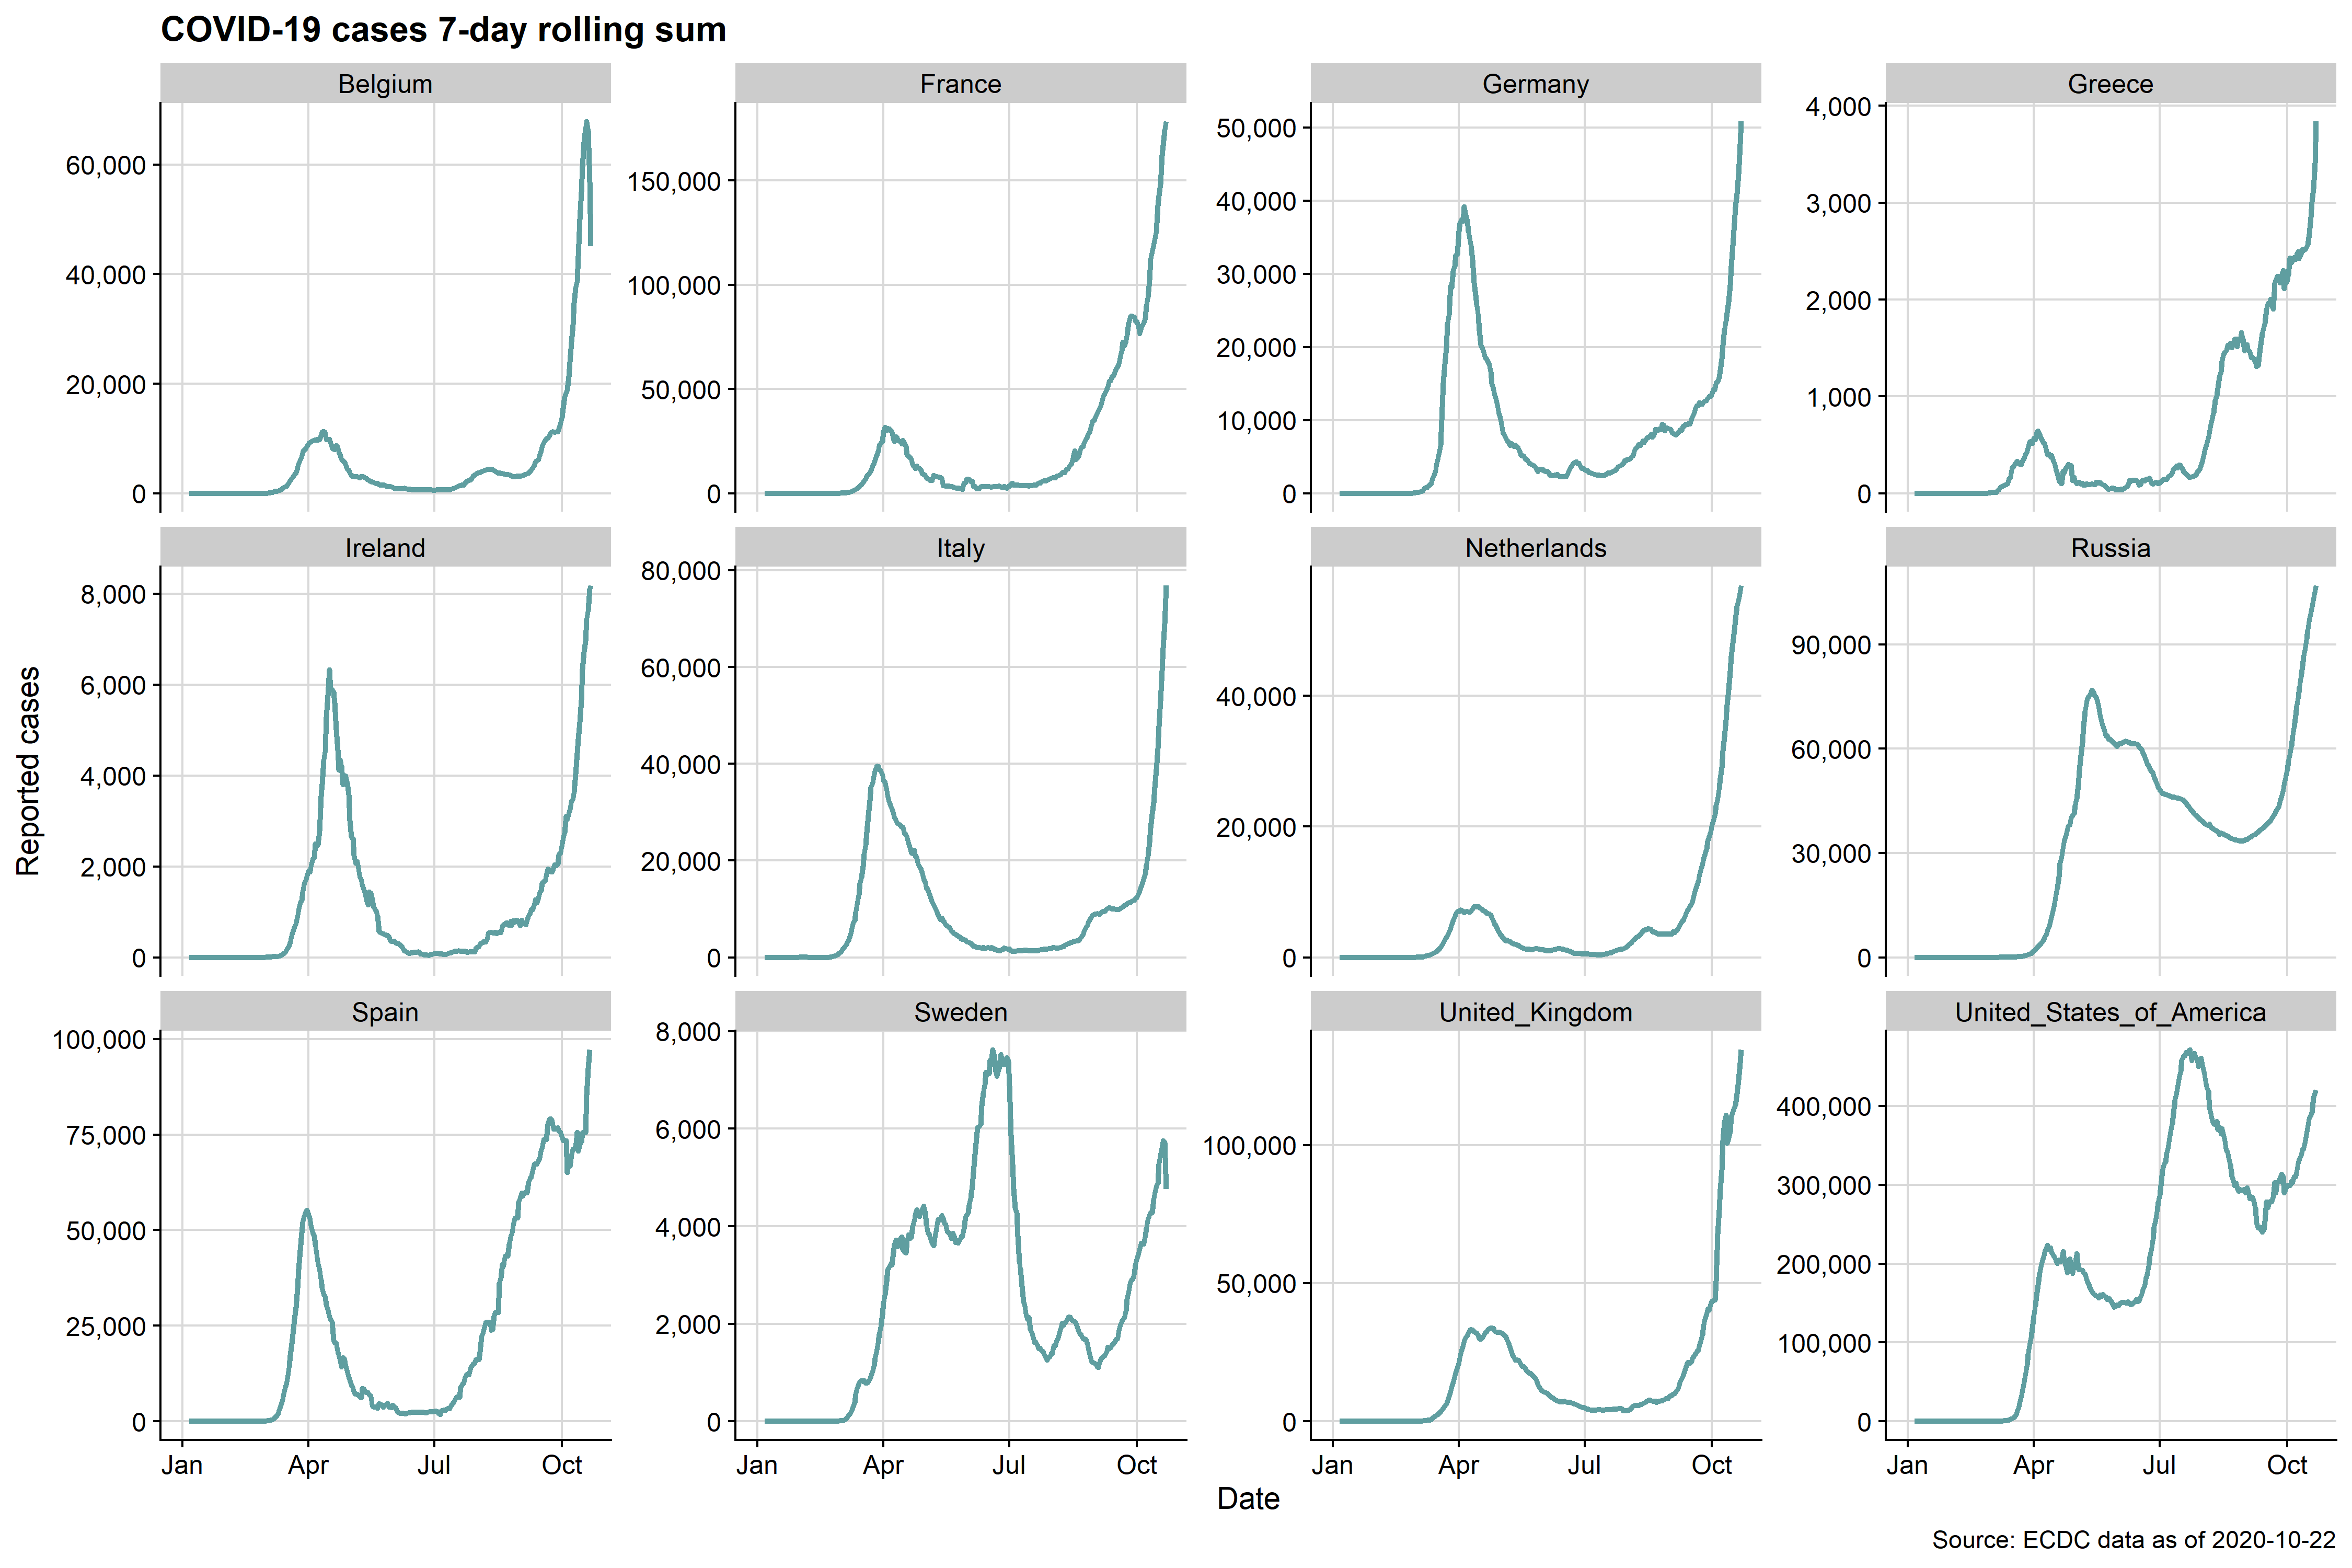 COVID-19 cases 7-day rolling sum
Belgium
France
Germany
Greece
60,000
40,000
20,000
0
150,000
100,000
50,000
0
50,000
40,000
30,000
20,000
10,000
0
4,000
3,000
2,000
1,000
0
Ireland
Italy
Netherlands
Russia
8,000
6,000
4,000
2,000
0
80,000
60,000
40,000
20,000
0
40,000
20,000
0
90,000
60,000
30,000
0
Spain
Sweden
United_Kingdom
United_States_of_America
100,000
75,000
50,000
25,000
0
8,000
6,000
4,000
2,000
0
100,000
50,000
0
400,000
300,000
200,000
100,000
0
Jan Apr Jul Oct
Jan Apr Jul Oct
Jan Apr Jul Oct
Jan Apr Jul Oct
Reported cases
Date
Source: ECDC data as of 2020-10-22